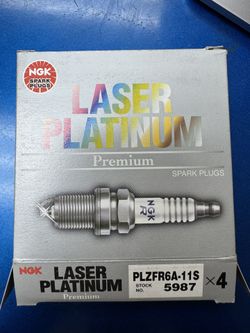 NGK
SPARK PLUGS
LASER
PLATINUM
Premium
SPARK PLUGS
NGK
R
NGK LASER
PLATINUM
Premium
PLZFR6A-11S
STOCK NO. 5987
×4